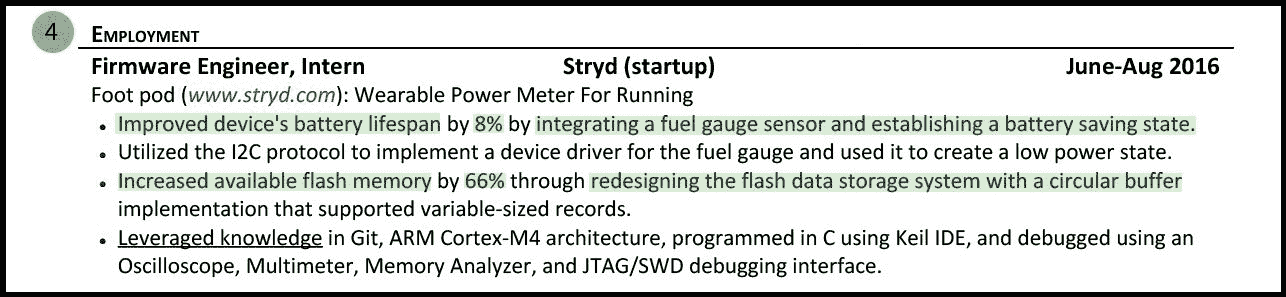 4 EMPLOYMENT
Firmware Engineer, Intern Stryd (startup) June-Aug 2016
Foot pod (www.stryd.com): Wearable Power Meter For Running
• Improved device's battery lifespan by 8% by integrating a fuel gauge sensor and establishing a battery saving state.
• Utilized the I2C protocol to implement a device driver for the fuel gauge and used it to create a low power state.
• Increased available flash memory by 66% through redesigning the flash data storage system with a circular buffer
implementation that supported variable-sized records.
• Leveraged knowledge in Git, ARM Cortex-M4 architecture, programmed in C using Keil IDE, and debugged using an
Oscilloscope, Multimeter, Memory Analyzer, and JTAG/SWD debugging interface.